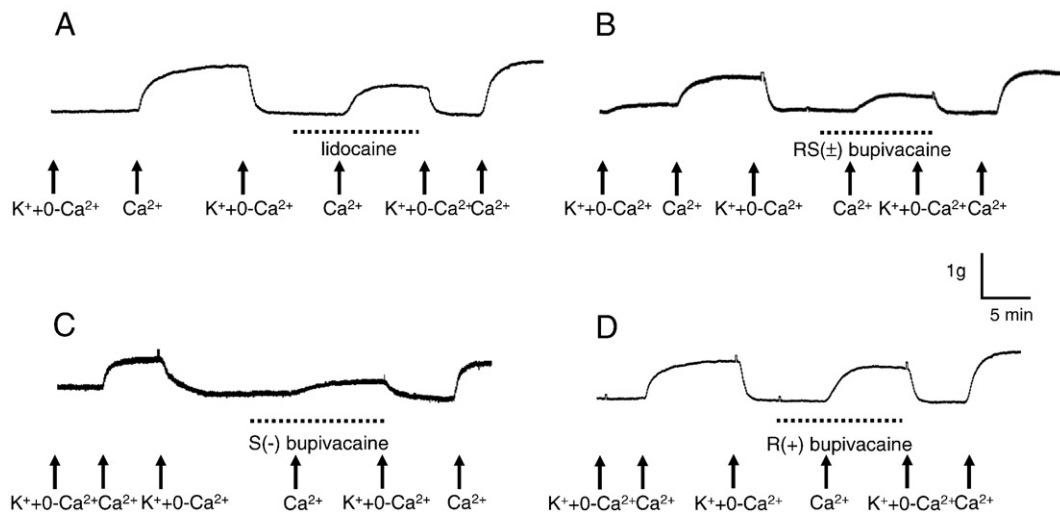 A
lidocaine
K⁺+0-Ca²⁺ Ca²⁺ K⁺+0-Ca²⁺ Ca²⁺ K⁺+0-Ca²⁺Ca²⁺
B
RS(±) bupivacaine
K⁺+0-Ca²⁺ Ca²⁺ K⁺+0-Ca²⁺ Ca²⁺ K⁺+0-Ca²⁺Ca²⁺
1g
5 min
C
S(-) bupivacaine
K⁺+0-Ca²⁺Ca²⁺ K⁺+0-Ca²⁺ Ca²⁺ K⁺+0-Ca²⁺ Ca²⁺
D
R(+) bupivacaine
K⁺+0-Ca²⁺Ca²⁺ K⁺+0-Ca²⁺ Ca²⁺ K⁺+0-Ca²⁺Ca²⁺